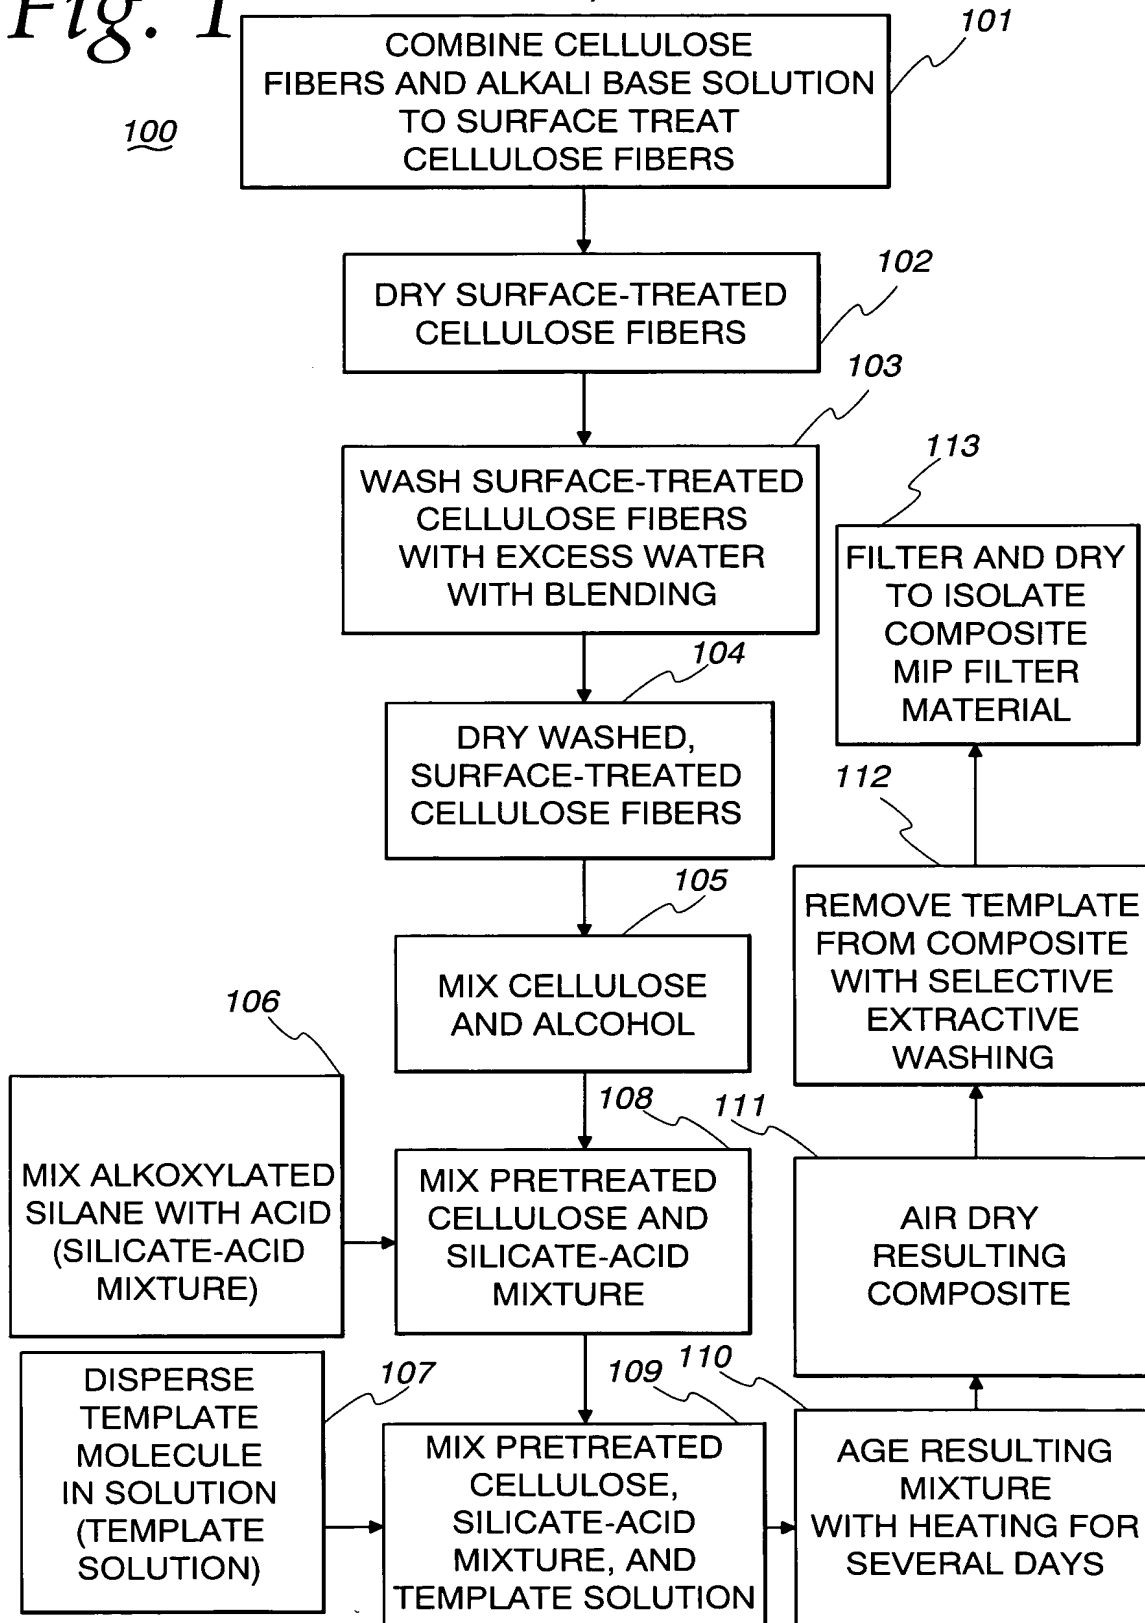 Fig. 1
100
101
COMBINE CELLULOSE
FIBERS AND ALKALI BASE SOLUTION
TO SURFACE TREAT
CELLULOSE FIBERS
102
DRY SURFACE-TREATED
CELLULOSE FIBERS
103
WASH SURFACE-TREATED
CELLULOSE FIBERS
WITH EXCESS WATER
WITH BLENDING
104
DRY WASHED,
SURFACE-TREATED
CELLULOSE FIBERS
105
MIX CELLULOSE
AND ALCOHOL
106
MIX ALKOXYLATED
SILANE WITH ACID
(SILICATE-ACID
MIXTURE)
108
MIX PRETREATED
CELLULOSE AND
SILICATE-ACID
MIXTURE
107
DISPERSE
TEMPLATE
MOLECULE
IN SOLUTION
(TEMPLATE
SOLUTION)
109
MIX PRETREATED
CELLULOSE,
SILICATE-ACID
MIXTURE, AND
TEMPLATE SOLUTION
110
AGE RESULTING
MIXTURE
WITH HEATING FOR
SEVERAL DAYS
111
AIR DRY
RESULTING
COMPOSITE
112
REMOVE TEMPLATE
FROM COMPOSITE
WITH SELECTIVE
EXTRACTIVE
WASHING
113
FILTER AND DRY
TO ISOLATE
COMPOSITE
MIP FILTER
MATERIAL